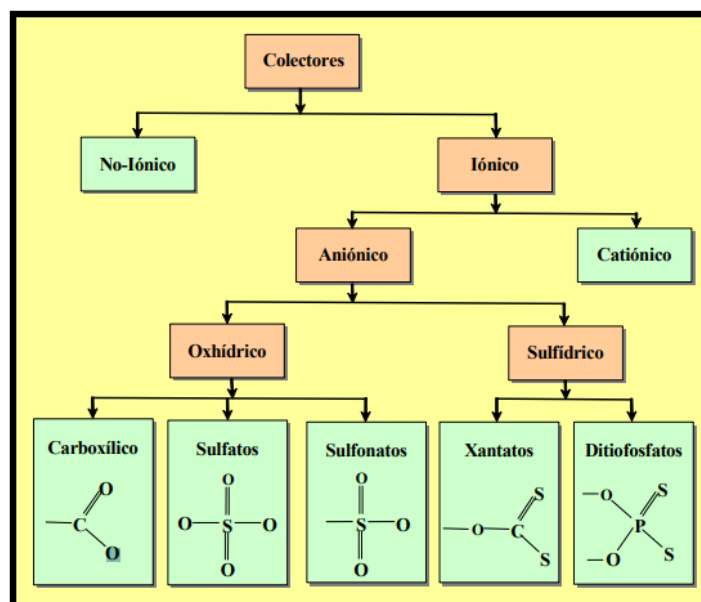 Colectores
No-Iónico
Iónico
Aniónico
Catiónico
Oxhídrico
Sulfídrico
Carboxílico
Sulfatos
Sulfonatos
Xantatos
Ditiofosfatos
O
C
O
O
O S O
O
O
S O
O
S
O C
S
O S
P
O S